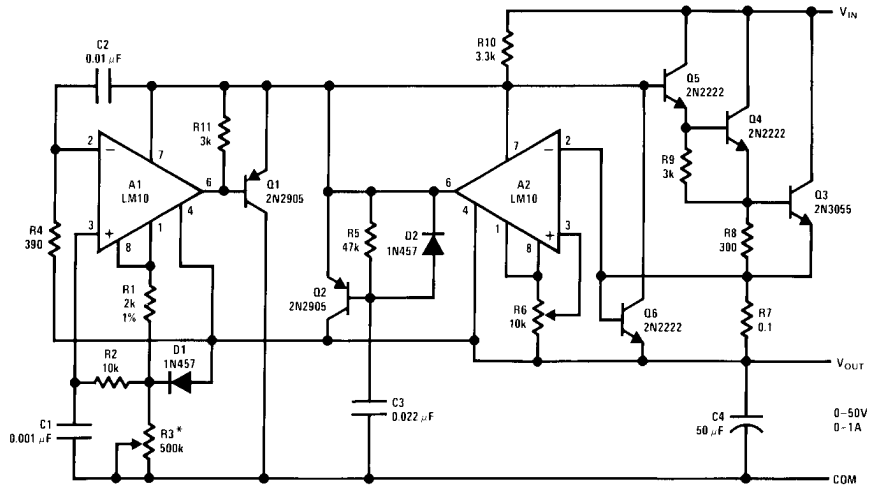 V_IN
R10
3.3k
C2
0.01 µF
Q5
2N2222
Q4
2N2222
R11
3k
2
7
7
2
R9
3k
A1
LM10
6
Q1
2N2905
6
A2
LM10
Q3
2N3055
4
4
3
1
8
R5
47k
D2
1N457
1
8
3
R4
390
R8
300
R1
2k
1%
Q2
2N2905
R6
10k
Q6
2N2222
R7
0.1
R2
10k
D1
1N457
V_OUT
C1
0.001 µF
R3*
500k
C3
0.022 µF
C4
50 µF
0-50V
0-1A
COM